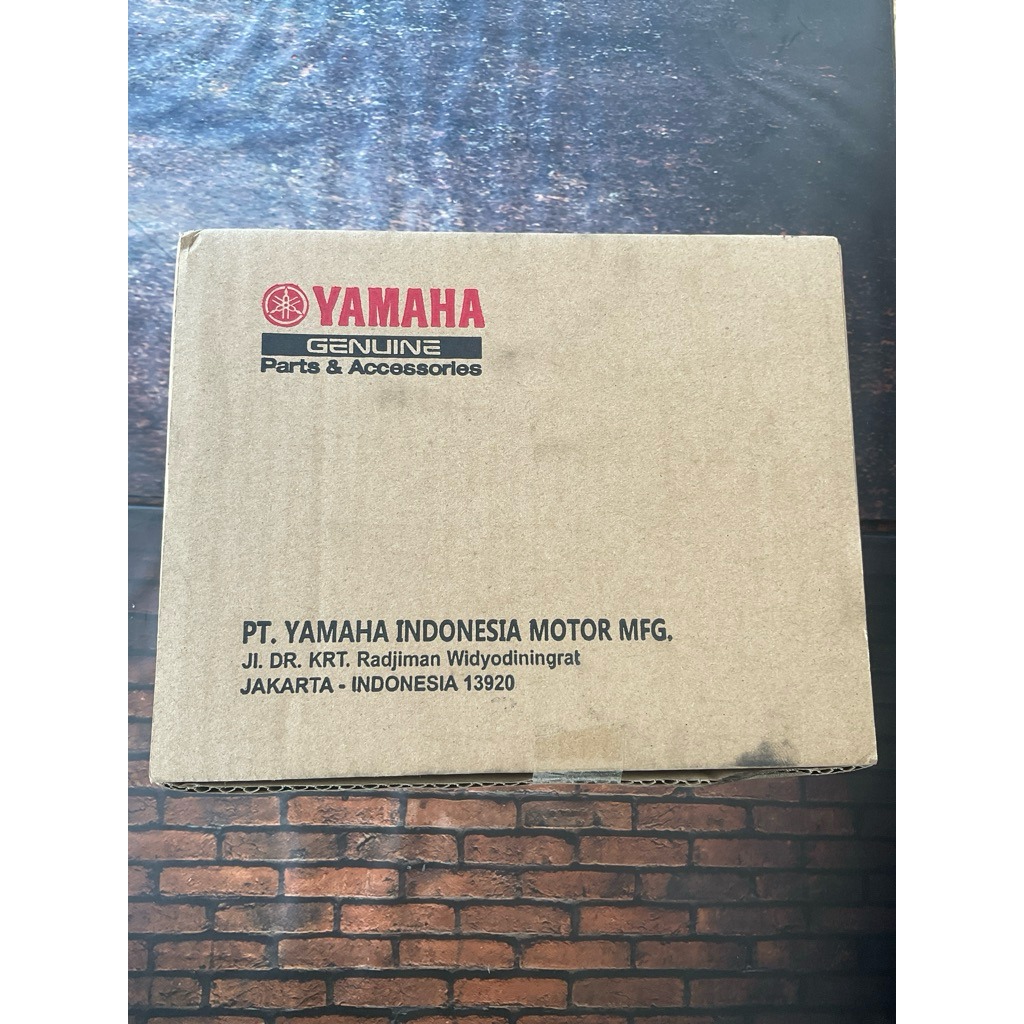 YAMAHA
GENUINE
Parts & Accessories
PT. YAMAHA INDONESIA MOTOR MFG.
Jl. DR. KRT. Radjiman Widyodiningrat
JAKARTA - INDONESIA 13920